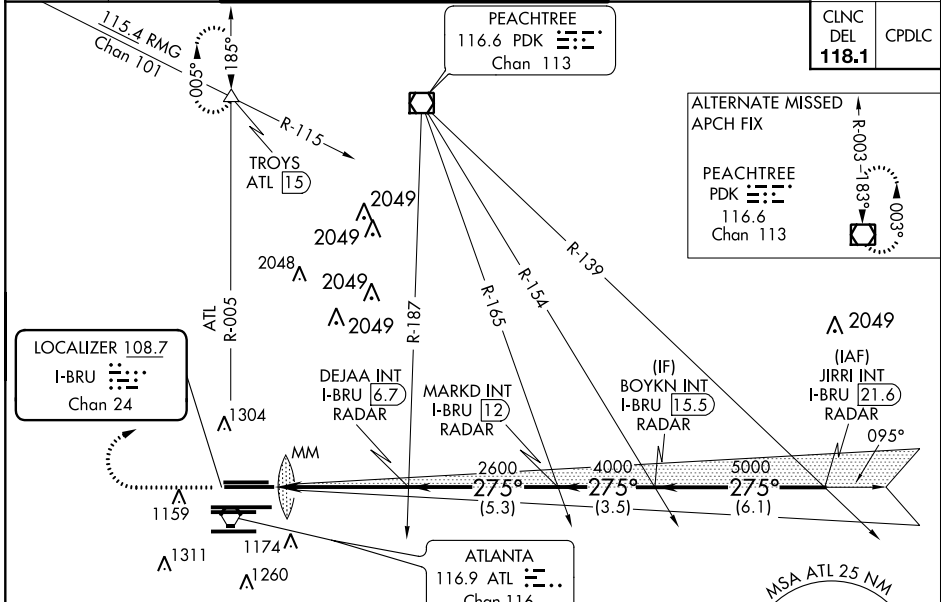 115.4 RMG
Chan 101
005°
185°
R-115
TROYS
ATL 15
PEACHTREE
116.6 PDK
Chan 113
CLNC
DEL
118.1
CPDLC
ALTERNATE MISSED
APCH FIX
PEACHTREE
PDK
116.6
Chan 113
R-003
183°
003°
2049
2049
2048
2049
2049
2049
ATL
R-005
R-187
R-165
R-154
R-139
LOCALIZER 108.7
I-BRU
Chan 24
DEJAA INT
I-BRU 6.7
RADAR
MARKD INT
I-BRU 12
RADAR
(IF)
BOYKN INT
I-BRU 15.5
RADAR
(IAF)
JIRRI INT
I-BRU 21.6
RADAR
095°
1304
MM
2600
275°
(5.3)
4000
275°
(3.5)
5000
275°
(6.1)
1159
1311
1174
1260
ATLANTA
116.9 ATL
Chan 116
MSA ATL 25 NM